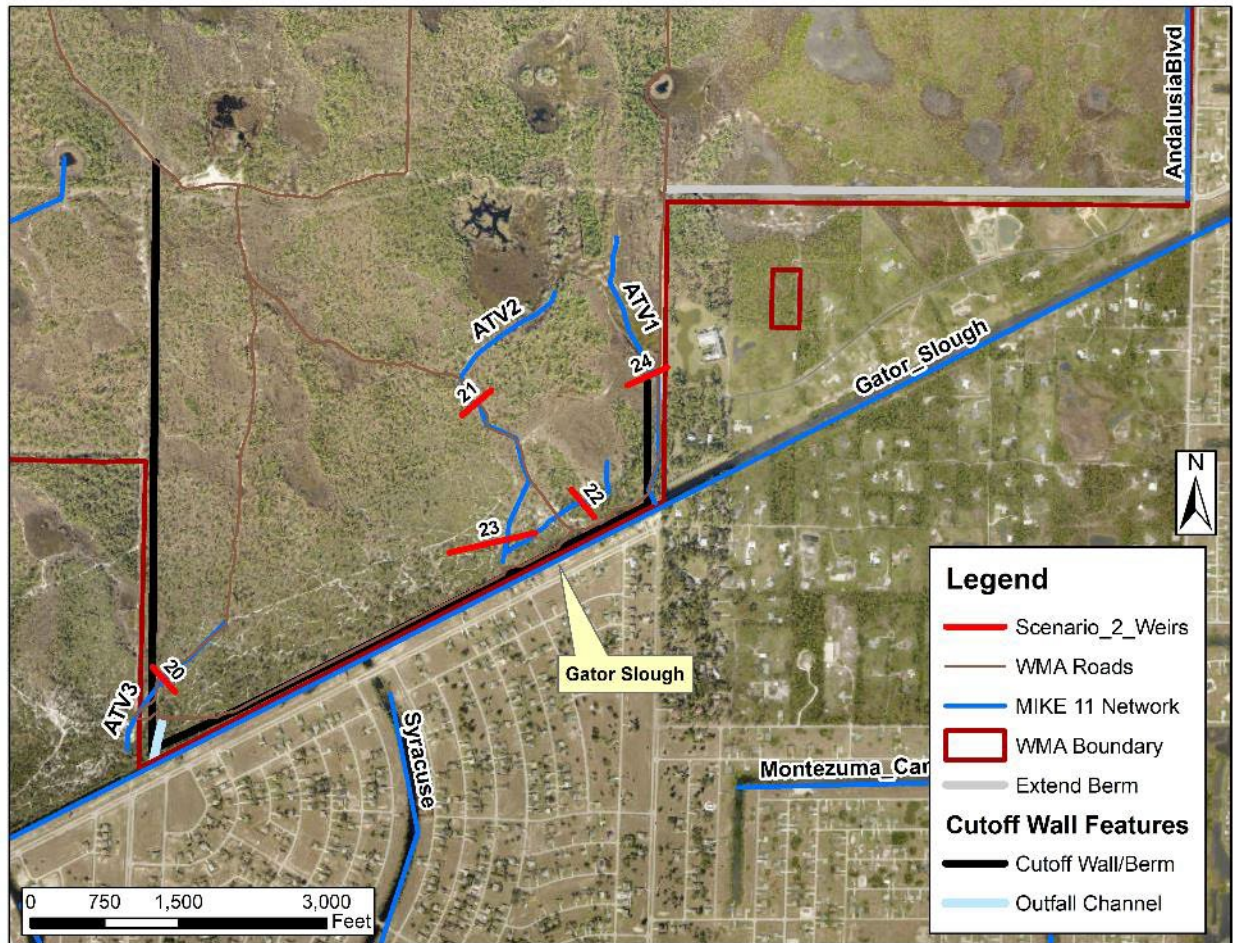 AndalusiaBlvd
ATV2
ATV1
24
21
Gator_Slough
22
23
N
20
ATV3
Gator Slough
Syracuse
Montezuma_Car
Legend
Scenario_2_Weirs
WMA Roads
MIKE 11 Network
WMA Boundary
Extend Berm
Cutoff Wall Features
Cutoff Wall/Berm
Outfall Channel
0 750 1,500 3,000
Feet